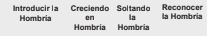 Introducir la
Hombría
Creciendo
en
Hombría
Soltando
la
Hombría
Reconocer
la Hombría